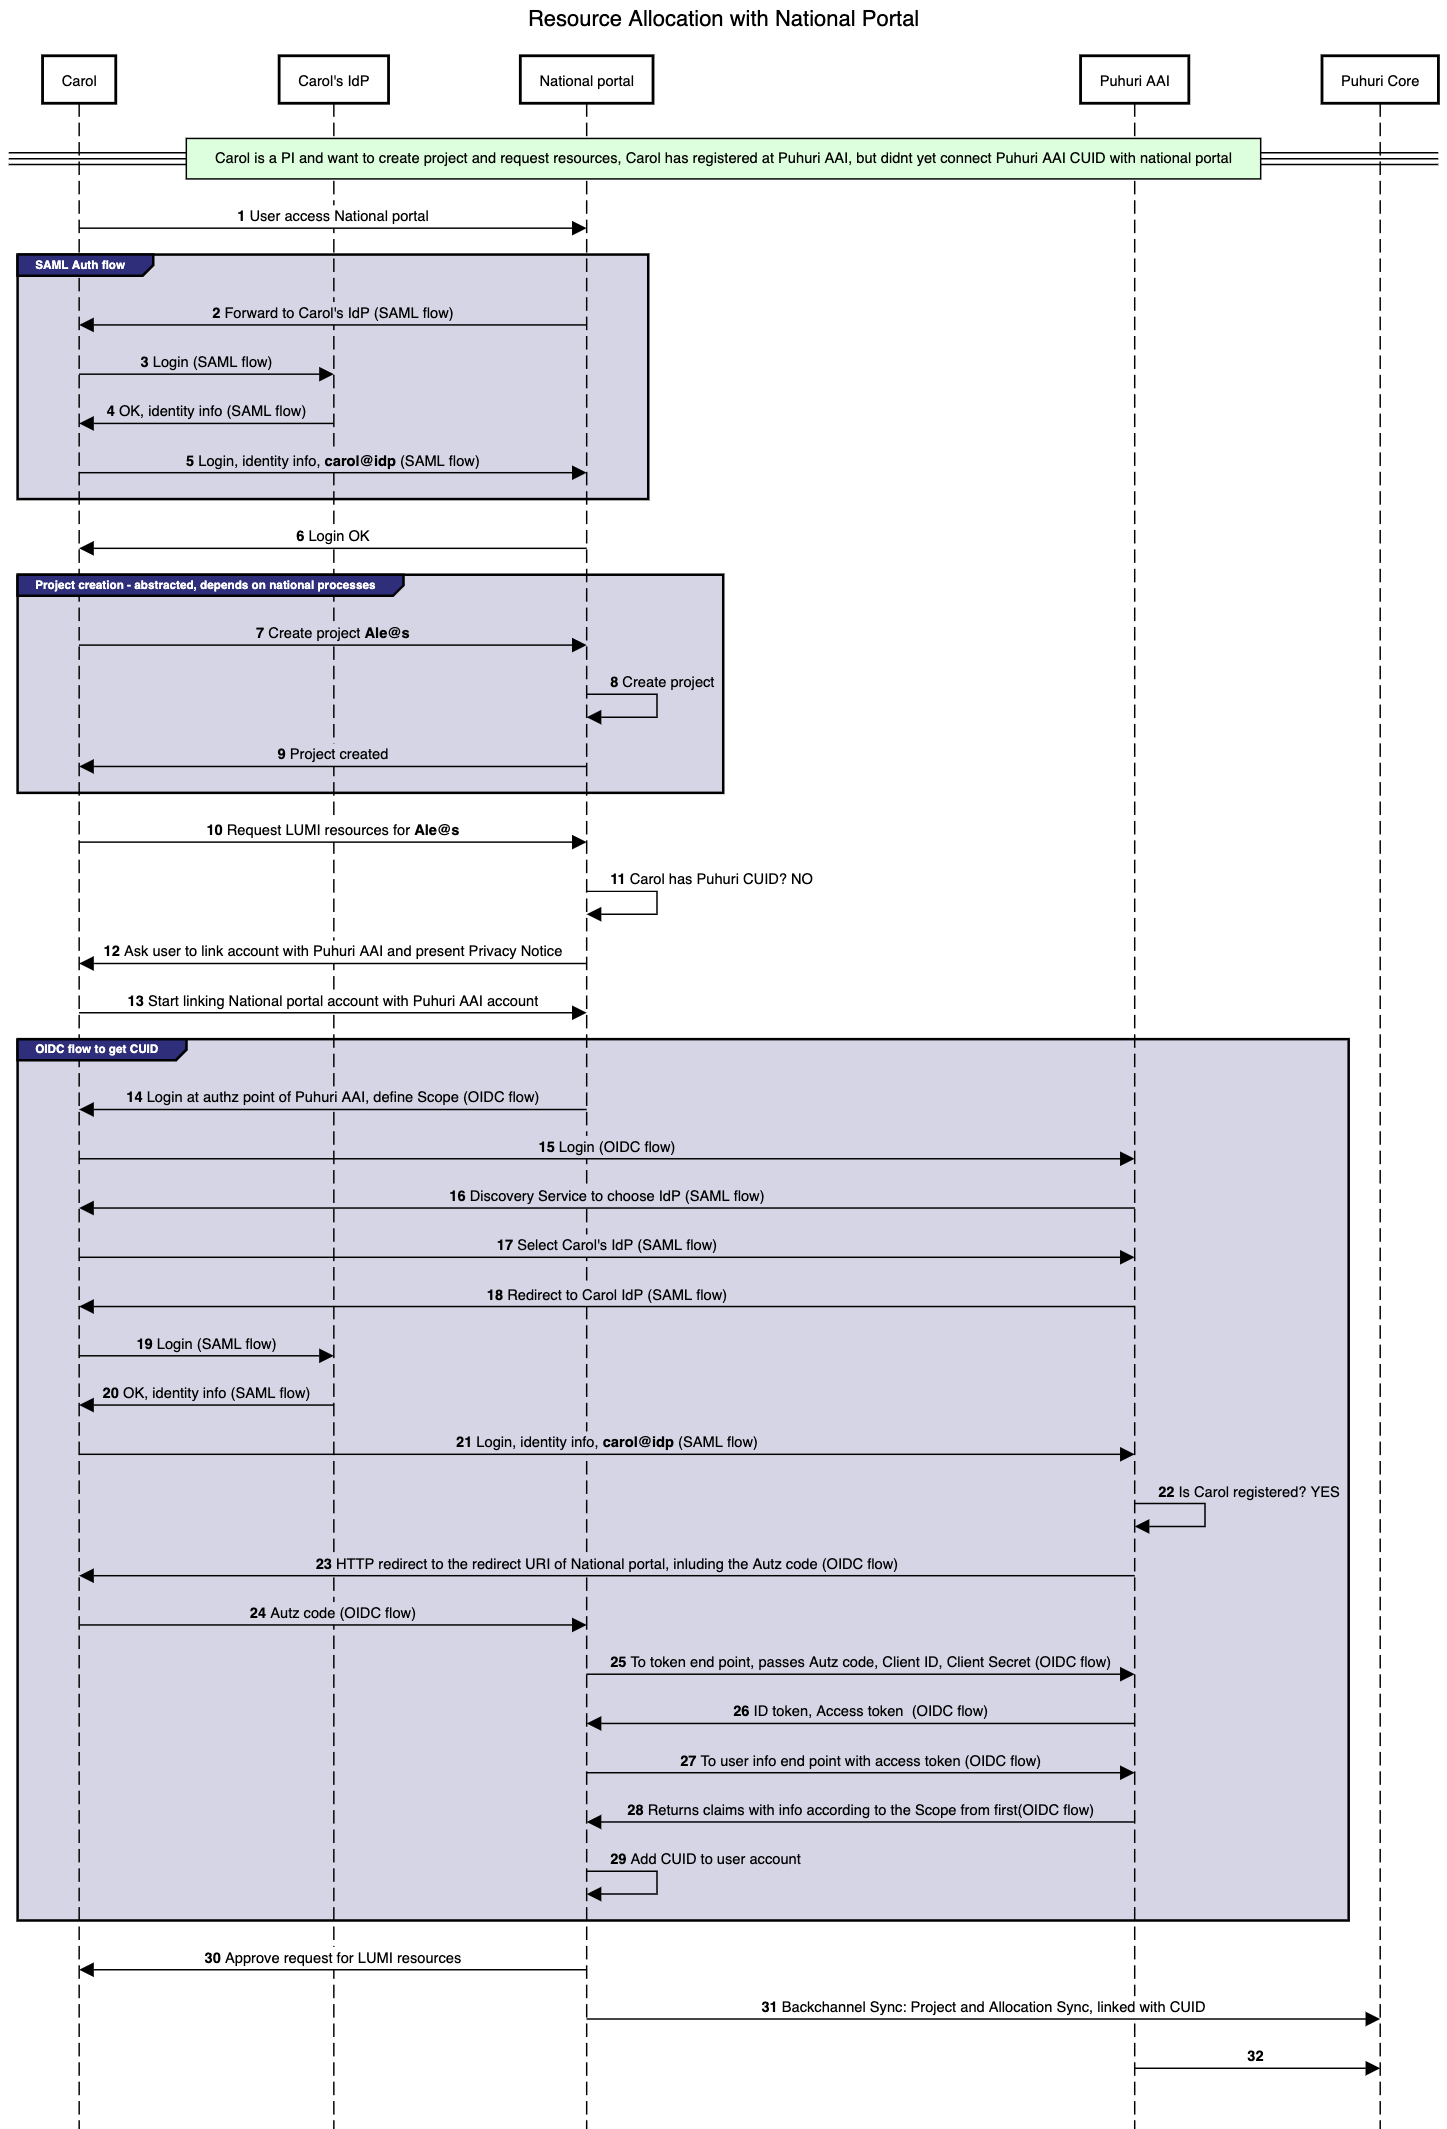 Resource Allocation with National Portal
Carol
Carol's IdP
National portal
Puhuri AAI
Puhuri Core
Carol is a PI and want to create project and request resources, Carol has registered at Puhuri AAI, but didnt yet connect Puhuri AAI CUID with national portal
1 User access National portal
SAML Auth flow
2 Forward to Carol's IdP (SAML flow)
3 Login (SAML flow)
4 OK, identity info (SAML flow)
5 Login, identity info, carol@idp (SAML flow)
6 Login OK
Project creation - abstracted, depends on national processes
7 Create project Ale@s
8 Create project
9 Project created
10 Request LUMI resources for Ale@s
11 Carol has Puhuri CUID? NO
12 Ask user to link account with Puhuri AAI and present Privacy Notice
13 Start linking National portal account with Puhuri AAI account
OIDC flow to get CUID
14 Login at authz point of Puhuri AAI, define Scope (OIDC flow)
15 Login (OIDC flow)
16 Discovery Service to choose IdP (SAML flow)
17 Select Carol's IdP (SAML flow)
18 Redirect to Carol IdP (SAML flow)
19 Login (SAML flow)
20 OK, identity info (SAML flow)
21 Login, identity info, carol@idp (SAML flow)
22 Is Carol registered? YES
23 HTTP redirect to the redirect URI of National portal, inluding the Autz code (OIDC flow)
24 Autz code (OIDC flow)
25 To token end point, passes Autz code, Client ID, Client Secret (OIDC flow)
26 ID token, Access token  (OIDC flow)
27 To user info end point with access token (OIDC flow)
28 Returns claims with info according to the Scope from first(OIDC flow)
29 Add CUID to user account
30 Approve request for LUMI resources
31 Backchannel Sync: Project and Allocation Sync, linked with CUID
32